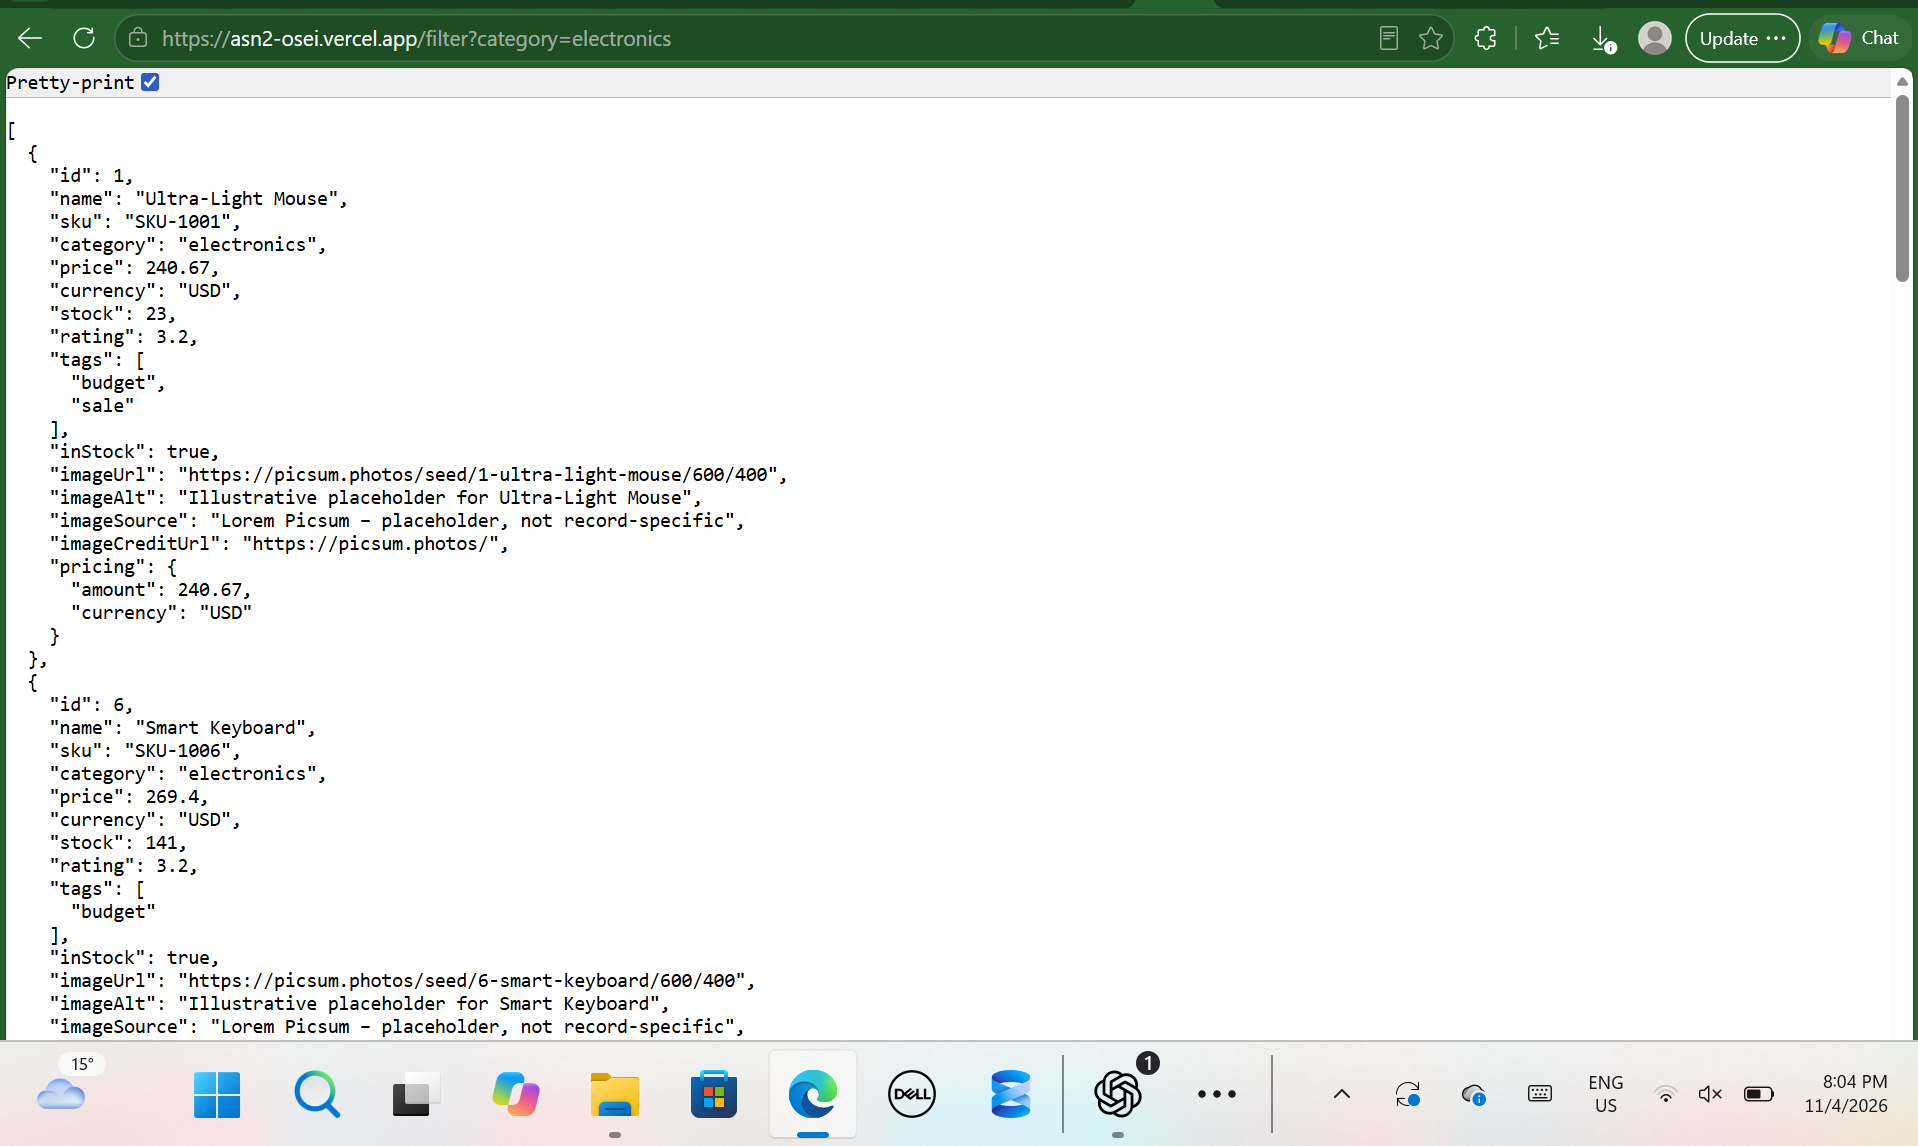 https://asn2-osei.vercel.app/filter?category=electronics
Update
Chat
Pretty-print
[
  {
    "id": 1,
    "name": "Ultra-Light Mouse",
    "sku": "SKU-1001",
    "category": "electronics",
    "price": 240.67,
    "currency": "USD",
    "stock": 23,
    "rating": 3.2,
    "tags": [
      "budget",
      "sale"
    ],
    "inStock": true,
    "imageUrl": "https://picsum.photos/seed/1-ultra-light-mouse/600/400",
    "imageAlt": "Illustrative placeholder for Ultra-Light Mouse",
    "imageSource": "Lorem Picsum – placeholder, not record-specific",
    "imageCreditUrl": "https://picsum.photos/",
    "pricing": {
      "amount": 240.67,
      "currency": "USD"
    }
  },
  {
    "id": 6,
    "name": "Smart Keyboard",
    "sku": "SKU-1006",
    "category": "electronics",
    "price": 269.4,
    "currency": "USD",
    "stock": 141,
    "rating": 3.2,
    "tags": [
      "budget"
    ],
    "inStock": true,
    "imageUrl": "https://picsum.photos/seed/6-smart-keyboard/600/400",
    "imageAlt": "Illustrative placeholder for Smart Keyboard",
    "imageSource": "Lorem Picsum – placeholder, not record-specific",
15°
DELL
1
ENG
US
8:04 PM
11/4/2026